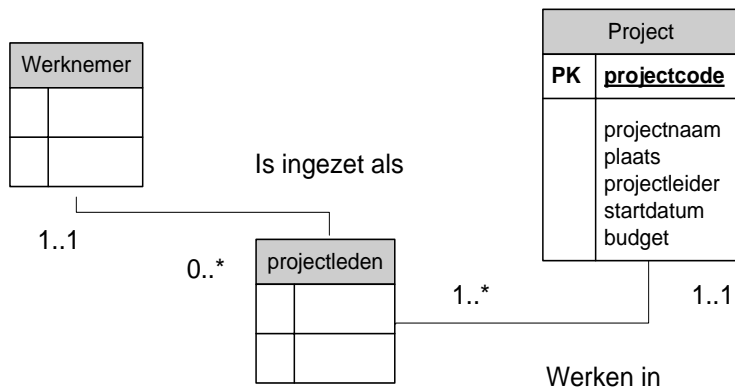 Project
PK projectcode
projectnaam
plaats
projectleider
startdatum
budget
Werknemer
Is ingezet als
1..1
0..*
projectleden
1..*
1..1
Werken in